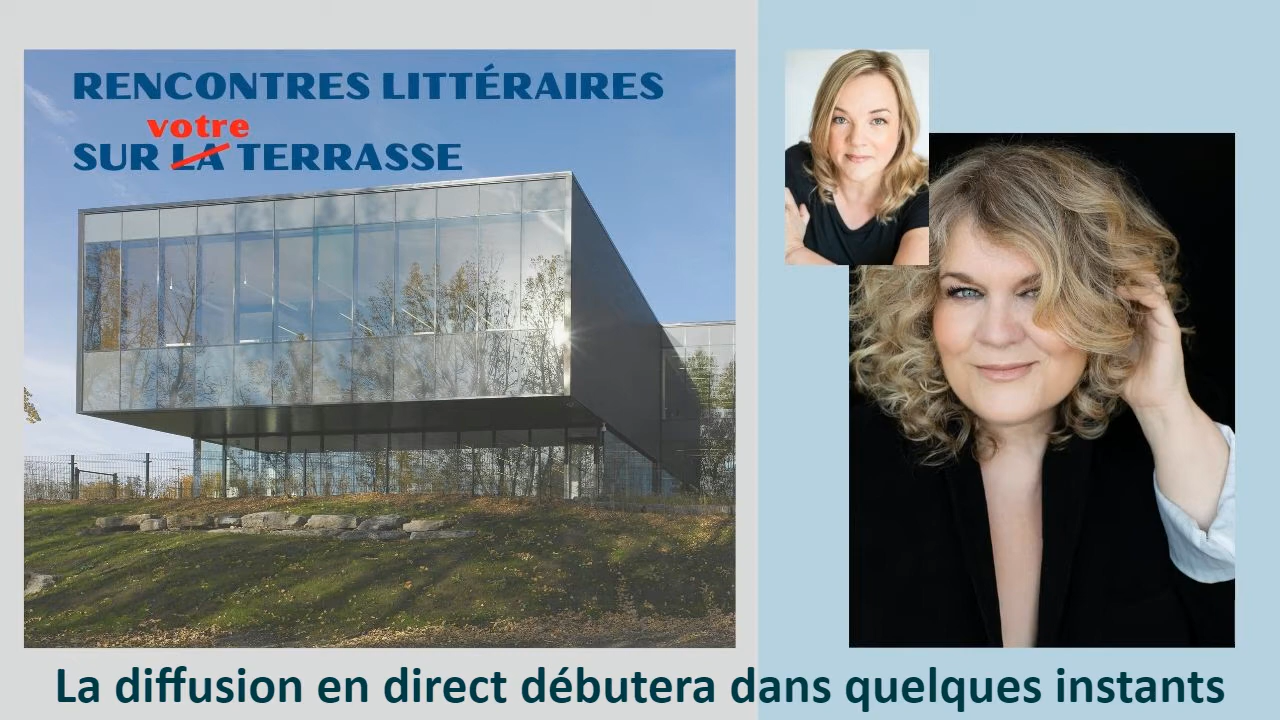 RENCONTRES LITTÉRAIRES
votre
SUR LA TERRASSE
La diffusion en direct débutera dans quelques instants